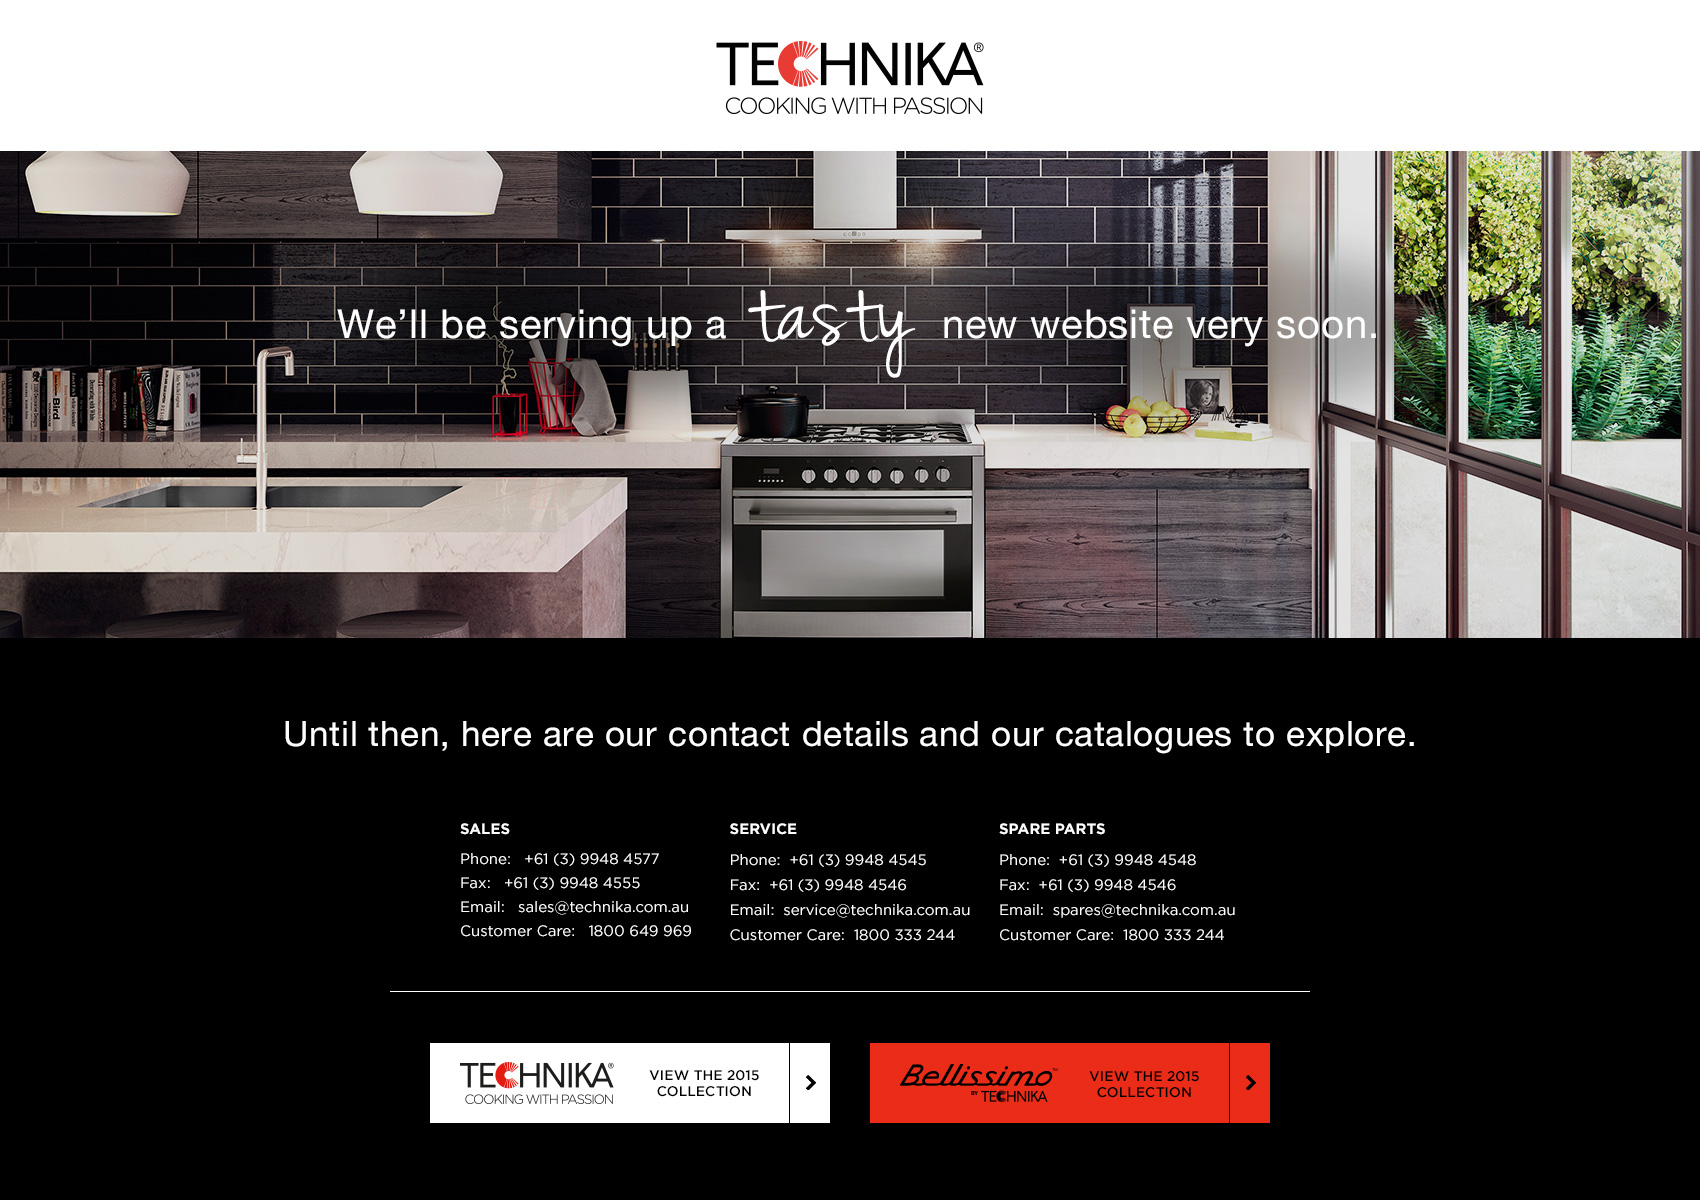 TECHNIKA®
COOKING WITH PASSION
We’ll be serving up a tasty new website very soon.
Bird
Until then, here are our contact details and our catalogues to explore.
SALES
Phone: +61 (3) 9948 4577
Fax: +61 (3) 9948 4555
Email: sales@technika.com.au
Customer Care: 1800 649 969
SERVICE
Phone: +61 (3) 9948 4545
Fax: +61 (3) 9948 4546
Email: service@technika.com.au
Customer Care: 1800 333 244
SPARE PARTS
Phone: +61 (3) 9948 4548
Fax: +61 (3) 9948 4546
Email: spares@technika.com.au
Customer Care: 1800 333 244
TECHNIKA®
COOKING WITH PASSION
VIEW THE 2015
COLLECTION
Bellissimo™
BY TECHNIKA
VIEW THE 2015
COLLECTION